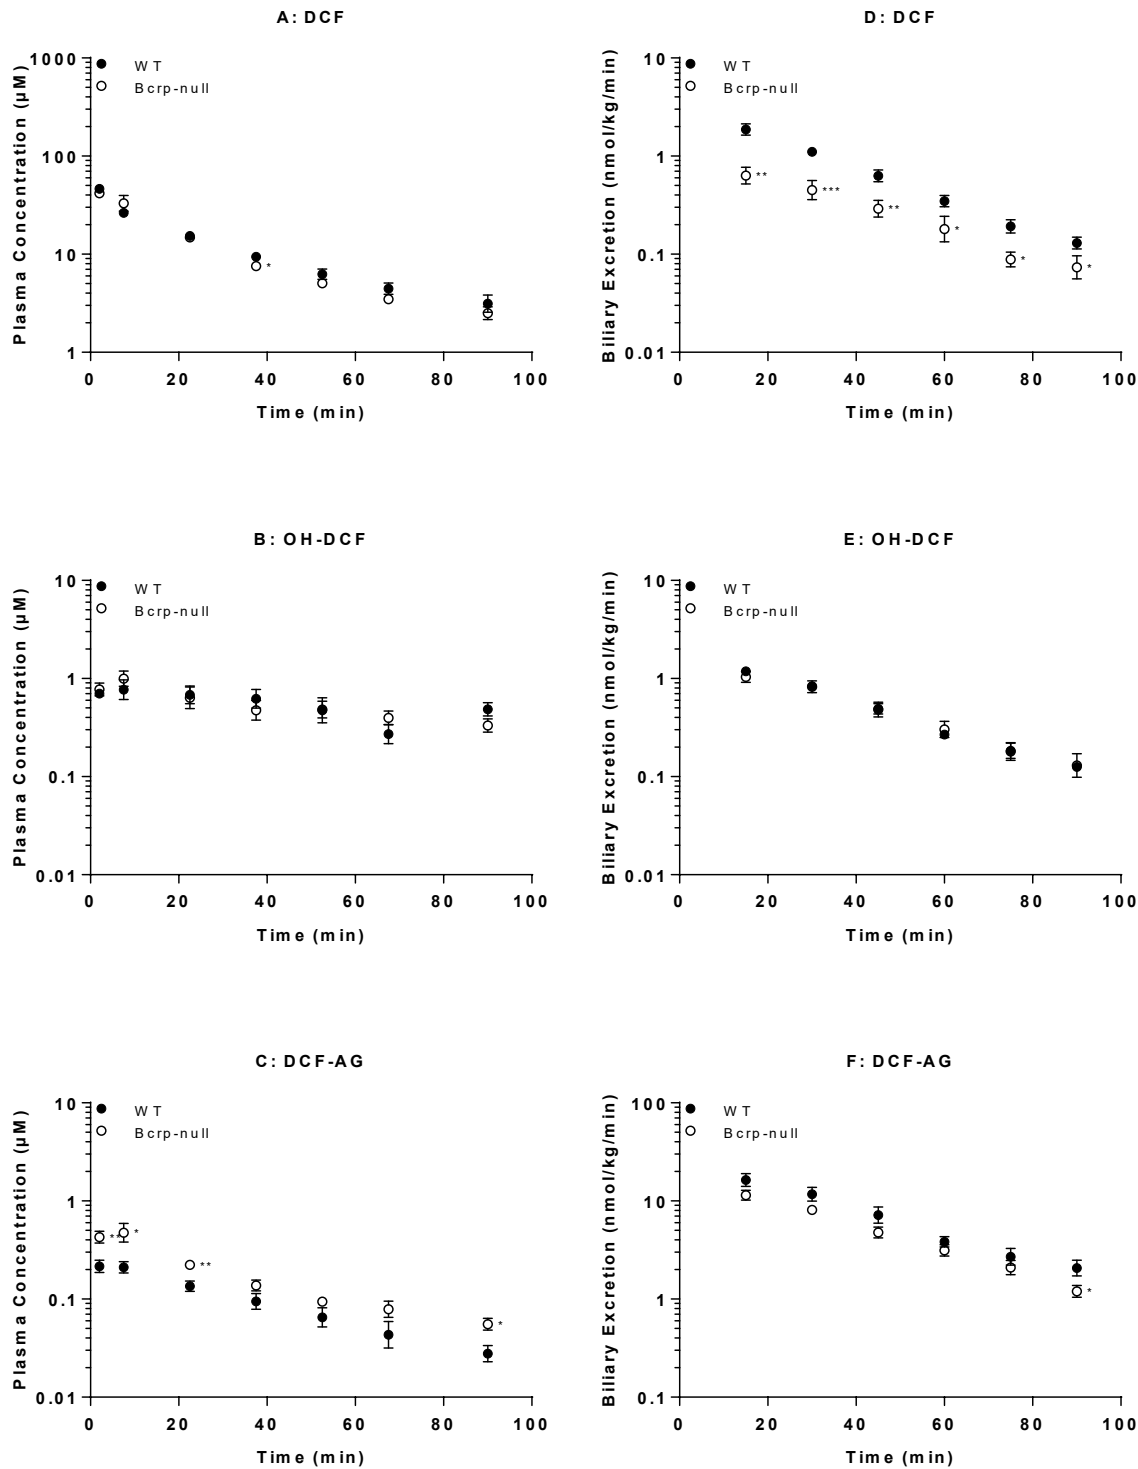 A: DCF
Plasma Concentration (µM)
1000
100
10
1
WT
Bcrp-null
*
0 20 40 60 80 100
Time (min)
D: DCF
Biliary Excretion (nmol/kg/min)
10
1
0.1
0.01
WT
Bcrp-null
**
***
**
*
*
*
0 20 40 60 80 100
Time (min)
B: OH-DCF
Plasma Concentration (µM)
10
1
0.1
0.01
WT
Bcrp-null
0 20 40 60 80 100
Time (min)
E: OH-DCF
Biliary Excretion (nmol/kg/min)
10
1
0.1
0.01
WT
Bcrp-null
0 20 40 60 80 100
Time (min)
C: DCF-AG
Plasma Concentration (µM)
10
1
0.1
0.01
WT
Bcrp-null
*
*
**
*
0 20 40 60 80 100
Time (min)
F: DCF-AG
Biliary Excretion (nmol/kg/min)
100
10
1
0.1
WT
Bcrp-null
*
0 20 40 60 80 100
Time (min)